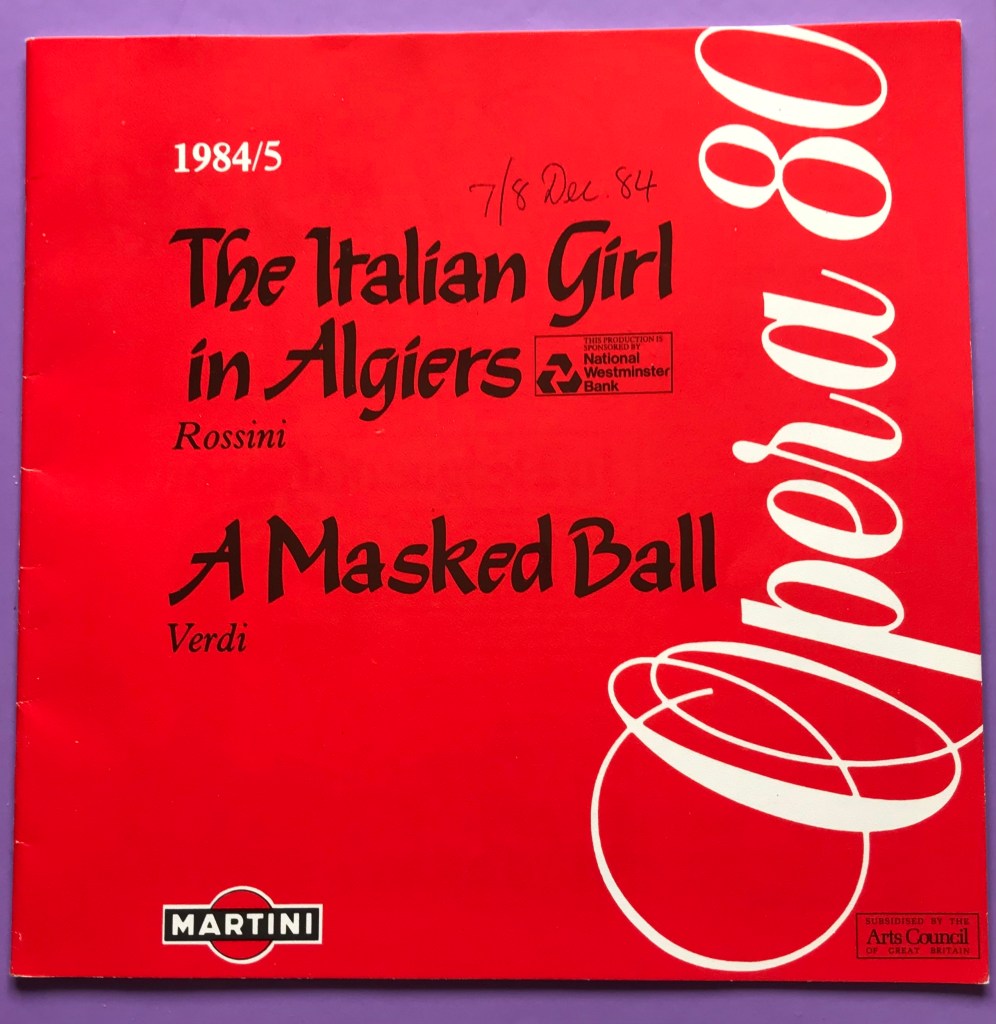 1984/5
7/8 Dec. 84
The Italian Girl
in Algiers
THIS PRODUCTION IS
SPONSORED BY
National
Westminster
Bank
Rossini
A Masked Ball
Verdi
Opera 80
MARTINI
SUBSIDISED BY THE
Arts Council
OF GREAT BRITAIN